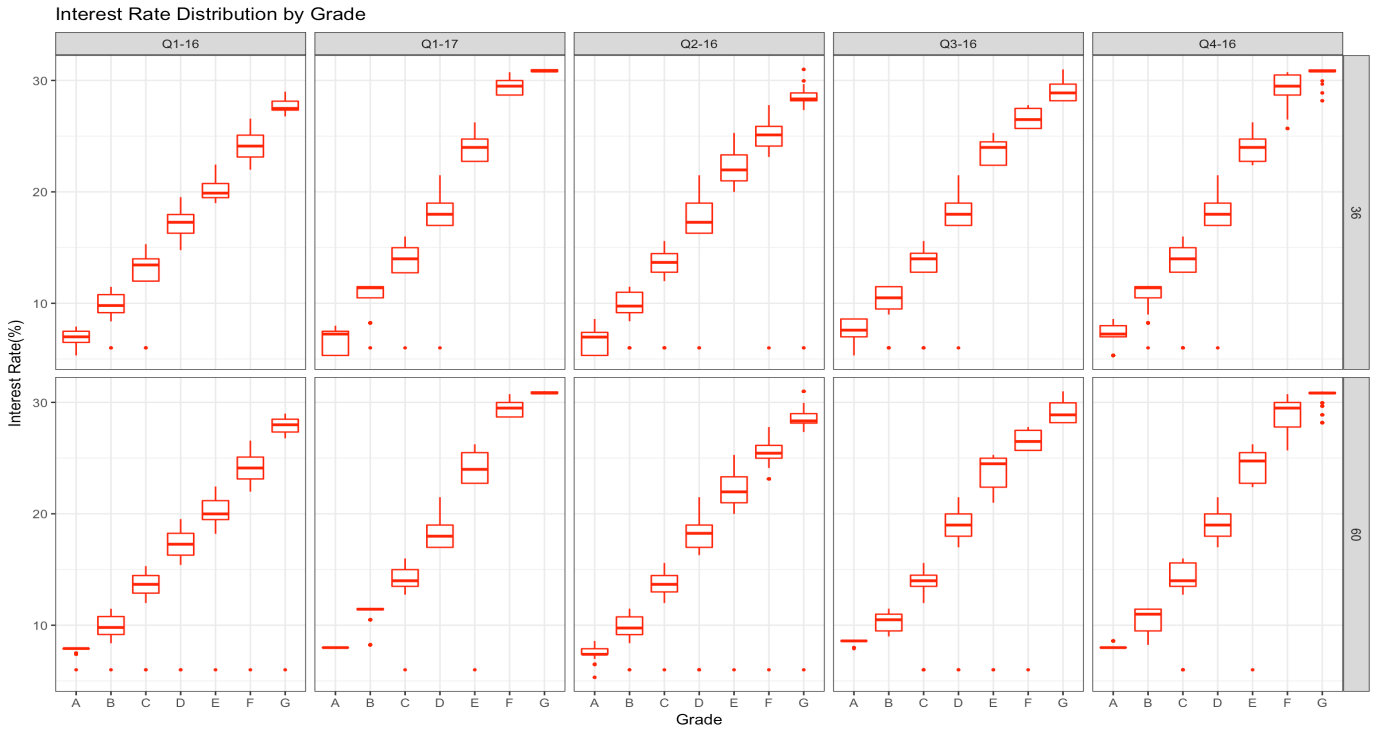 Interest Rate Distribution by Grade
Q1-16 Q1-17 Q2-16 Q3-16 Q4-16
30
20
10
36
Interest Rate(%)
30
20
10
60
A B C D E F G A B C D E F G A B C D E F G A B C D E F G A B C D E F G
Grade